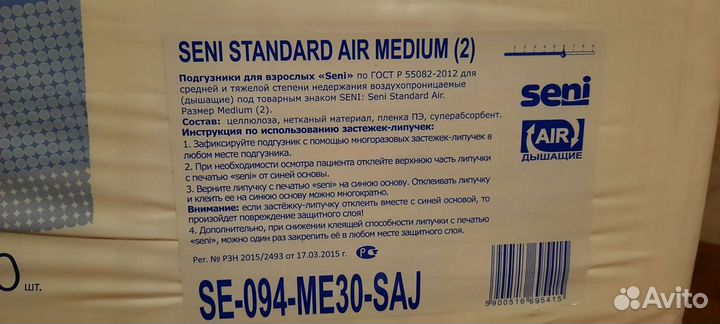 SENI STANDARD AIR MEDIUM (2)
Подгузники для взрослых «Seni» по ГОСТ Р 55082-2012 для
средней и тяжелой степени недержания воздухопроницаемые
(дышащие) под товарным знаком SENI: Seni Standard Air.
Размер Medium (2).
Состав: целлюлоза, нетканый материал, пленка ПЭ, суперабсорбент.
Инструкция по использованию застежек-липучек:
1. Зафиксируйте подгузник с помощью многоразовых застежек-липучек в
любом месте подгузника.
2. При необходимости осмотра пациента отклейте верхнюю часть липучки
с печатью «seni» от синей основы.
3. Верните липучку с печатью «seni» на синюю основу. Отклеивать липучку
и клеить ее на синюю основу можно многократно.
Внимание: если застёжку-липучку отклеить вместе с синей основой, то
произойдет повреждение защитного слоя!
4. Дополнительно, при снижении клеящей способности липучки с печатью
«seni», можно один раз закрепить её в любом месте защитного слоя.
Рег. № РЗН 2015/2493 от 17.03.2015 г.
SE-094-ME30-SAJ
seni
AIR
ДЫШАЩИЕ
5900516695415
0 шт.
Avito